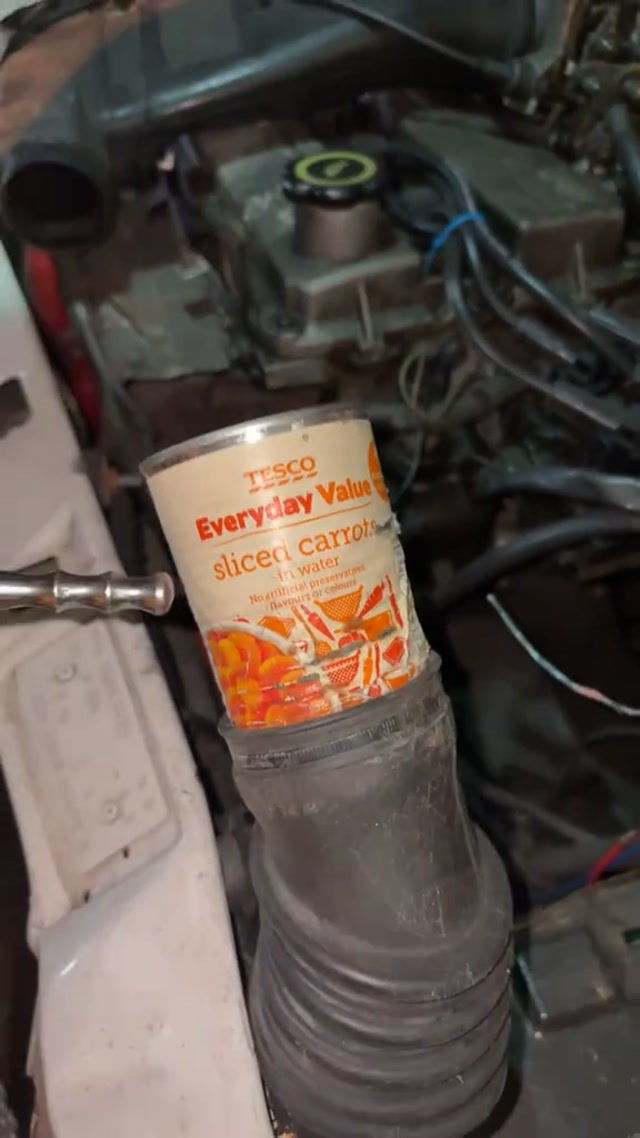 TESCO
Everyday Value
sliced carrots
in water
No artificial preservatives
flavours or colours